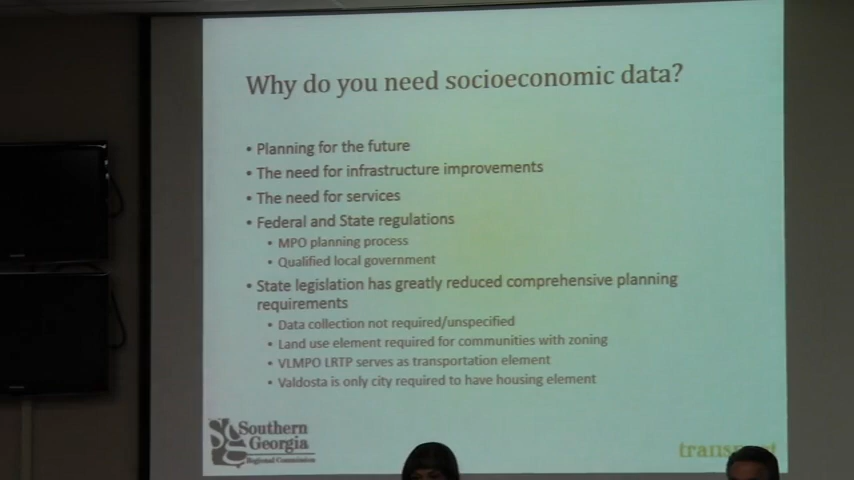 Why do you need socioeconomic data?
• Planning for the future
• The need for infrastructure improvements
• The need for services
• Federal and State regulations
• MPO planning process
• Qualified local government
• State legislation has greatly reduced comprehensive planning
requirements
• Data collection not required/unspecified
• Land use element required for communities with zoning
• VLMPO LRTP serves as transportation element
• Valdosta is only city required to have housing element
Southern
Georgia
Regional Commission